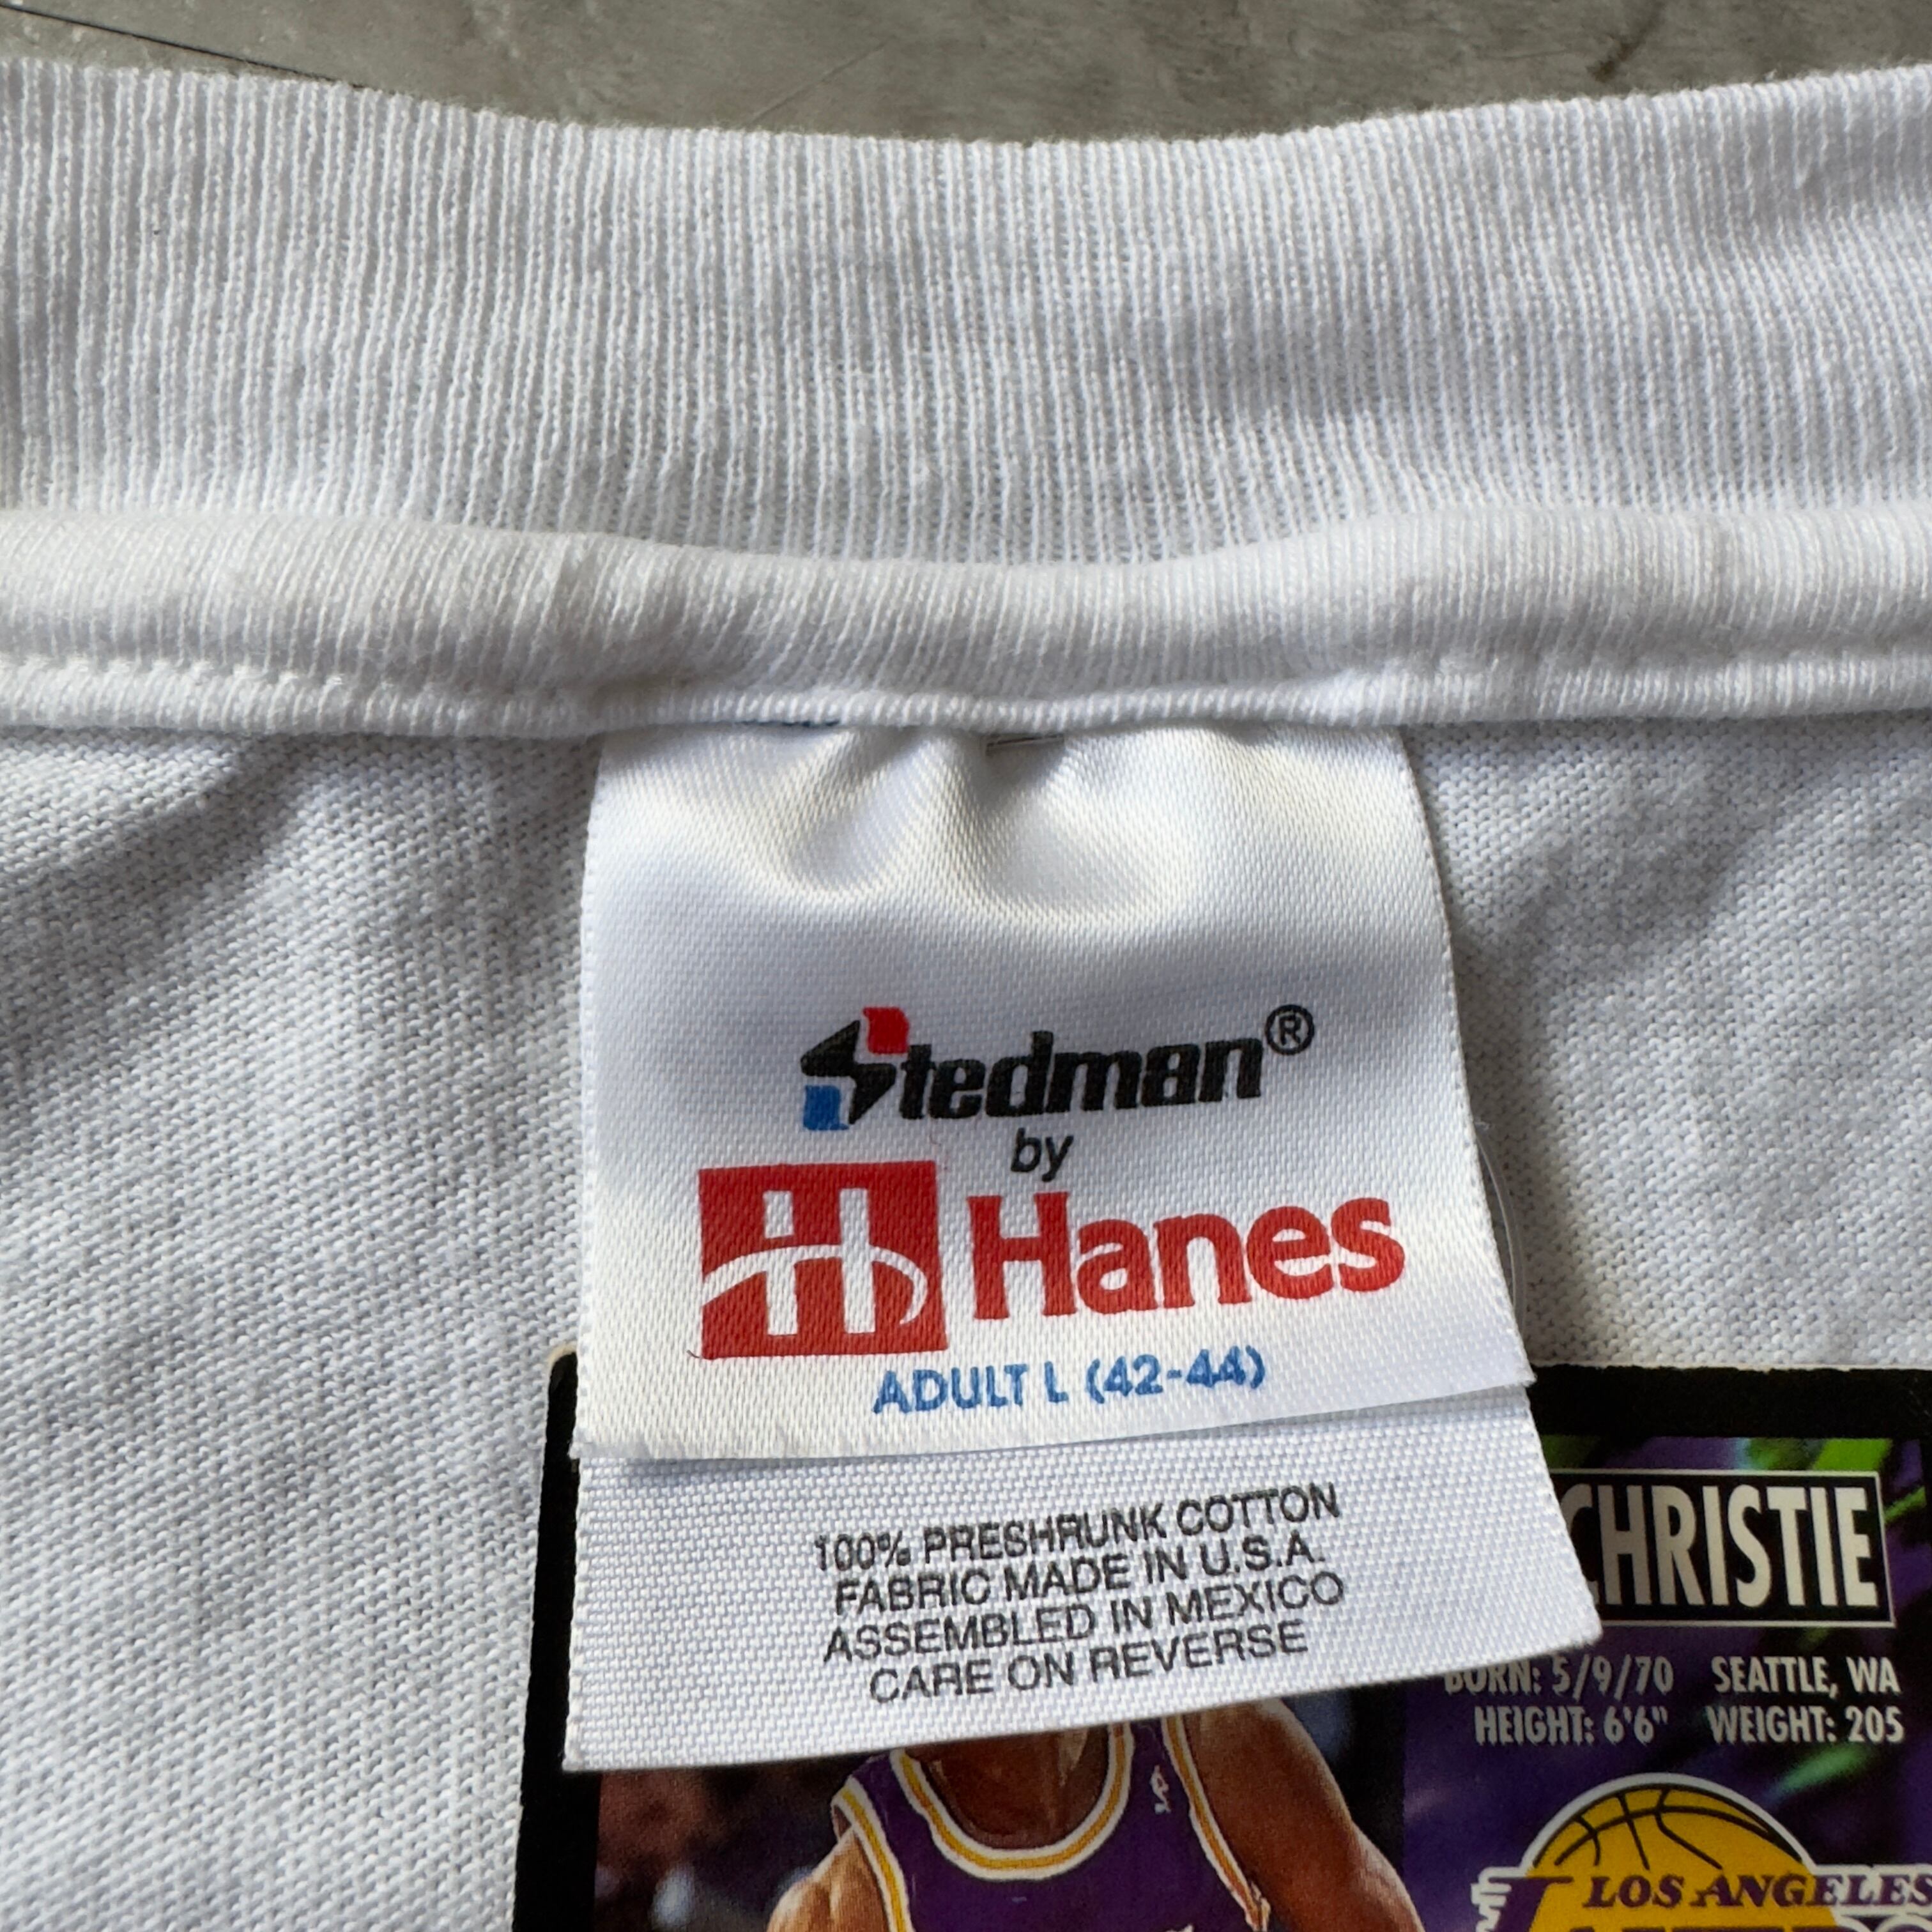 Stedman®
by
Hanes
ADULT L (42-44)
100% PRESHRUNK COTTON
FABRIC MADE IN U.S.A.
ASSEMBLED IN MEXICO
CARE ON REVERSE
CHRISTIE
BORN: 5/9/70 SEATTLE, WA
HEIGHT: 6'6" WEIGHT: 205
LOS ANGELES